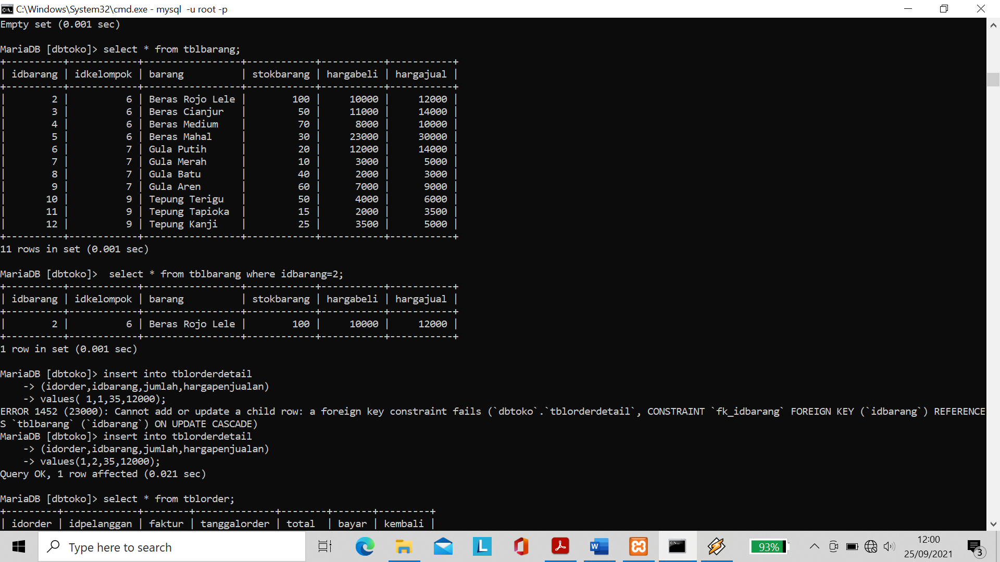 C:\Windows\System32\cmd.exe - mysql  -u root -p
Empty set (0.001 sec)

MariaDB [dbtoko]> select * from tblbarang;
+----------+------------+-----------------+------------+-----------+-----------+
| idbarang | idkelompok | barang          | stokbarang | hargabeli | hargajual |
+----------+------------+-----------------+------------+-----------+-----------+
|        2 |          6 | Beras Rojo Lele |        100 |     10000 |     12000 |
|        3 |          6 | Beras Cianjur   |         50 |     11000 |     14000 |
|        4 |          6 | Beras Medium    |         70 |      8000 |     10000 |
|        5 |          6 | Beras Mahal     |         30 |     23000 |     30000 |
|        6 |          7 | Gula Putih      |         20 |     12000 |     14000 |
|        7 |          7 | Gula Merah      |         10 |      3000 |      5000 |
|        8 |          7 | Gula Batu       |         40 |      2000 |      3000 |
|        9 |          7 | Gula Aren       |         60 |      7000 |      9000 |
|       10 |          9 | Tepung Terigu   |         50 |      4000 |      6000 |
|       11 |          9 | Tepung Tapioka  |         15 |      2000 |      3500 |
|       12 |          9 | Tepung Kanji    |         25 |      3500 |      5000 |
+----------+------------+-----------------+------------+-----------+-----------+
11 rows in set (0.001 sec)

MariaDB [dbtoko]>  select * from tblbarang where idbarang=2;
+----------+------------+-----------------+------------+-----------+-----------+
| idbarang | idkelompok | barang          | stokbarang | hargabeli | hargajual |
+----------+------------+-----------------+------------+-----------+-----------+
|        2 |          6 | Beras Rojo Lele |        100 |     10000 |     12000 |
+----------+------------+-----------------+------------+-----------+-----------+
1 row in set (0.001 sec)

MariaDB [dbtoko]> insert into tblorderdetail
    -> (idorder,idbarang,jumlah,hargapenjualan)
    -> values( 1,1,35,12000);
ERROR 1452 (23000): Cannot add or update a child row: a foreign key constraint fails (`dbtoko`.`tblorderdetail`, CONSTRAINT `fk_idbarang` FOREIGN KEY (`idbarang`) REFERENCE
S `tblbarang` (`idbarang`) ON UPDATE CASCADE)
MariaDB [dbtoko]> insert into tblorderdetail
    -> (idorder,idbarang,jumlah,hargapenjualan)
    -> values(1,2,35,12000);
Query OK, 1 row affected (0.021 sec)

MariaDB [dbtoko]> select * from tblorder;
+---------+-------------+--------+--------------+--------+-------+---------+
| idorder | idpelanggan | faktur | tanggalorder | total  | bayar | kembali |
Type here to search
L
W
93%
12:00
25/09/2021
3